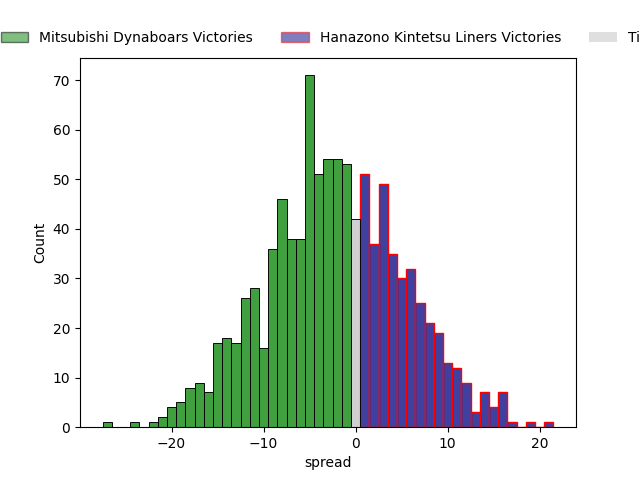 Mitsubishi Dynaboars Victories Hanazono Kintetsu Liners Victories
70
60
50
40
30
20
10
0
Count
−20 −10 0 10 20
spread